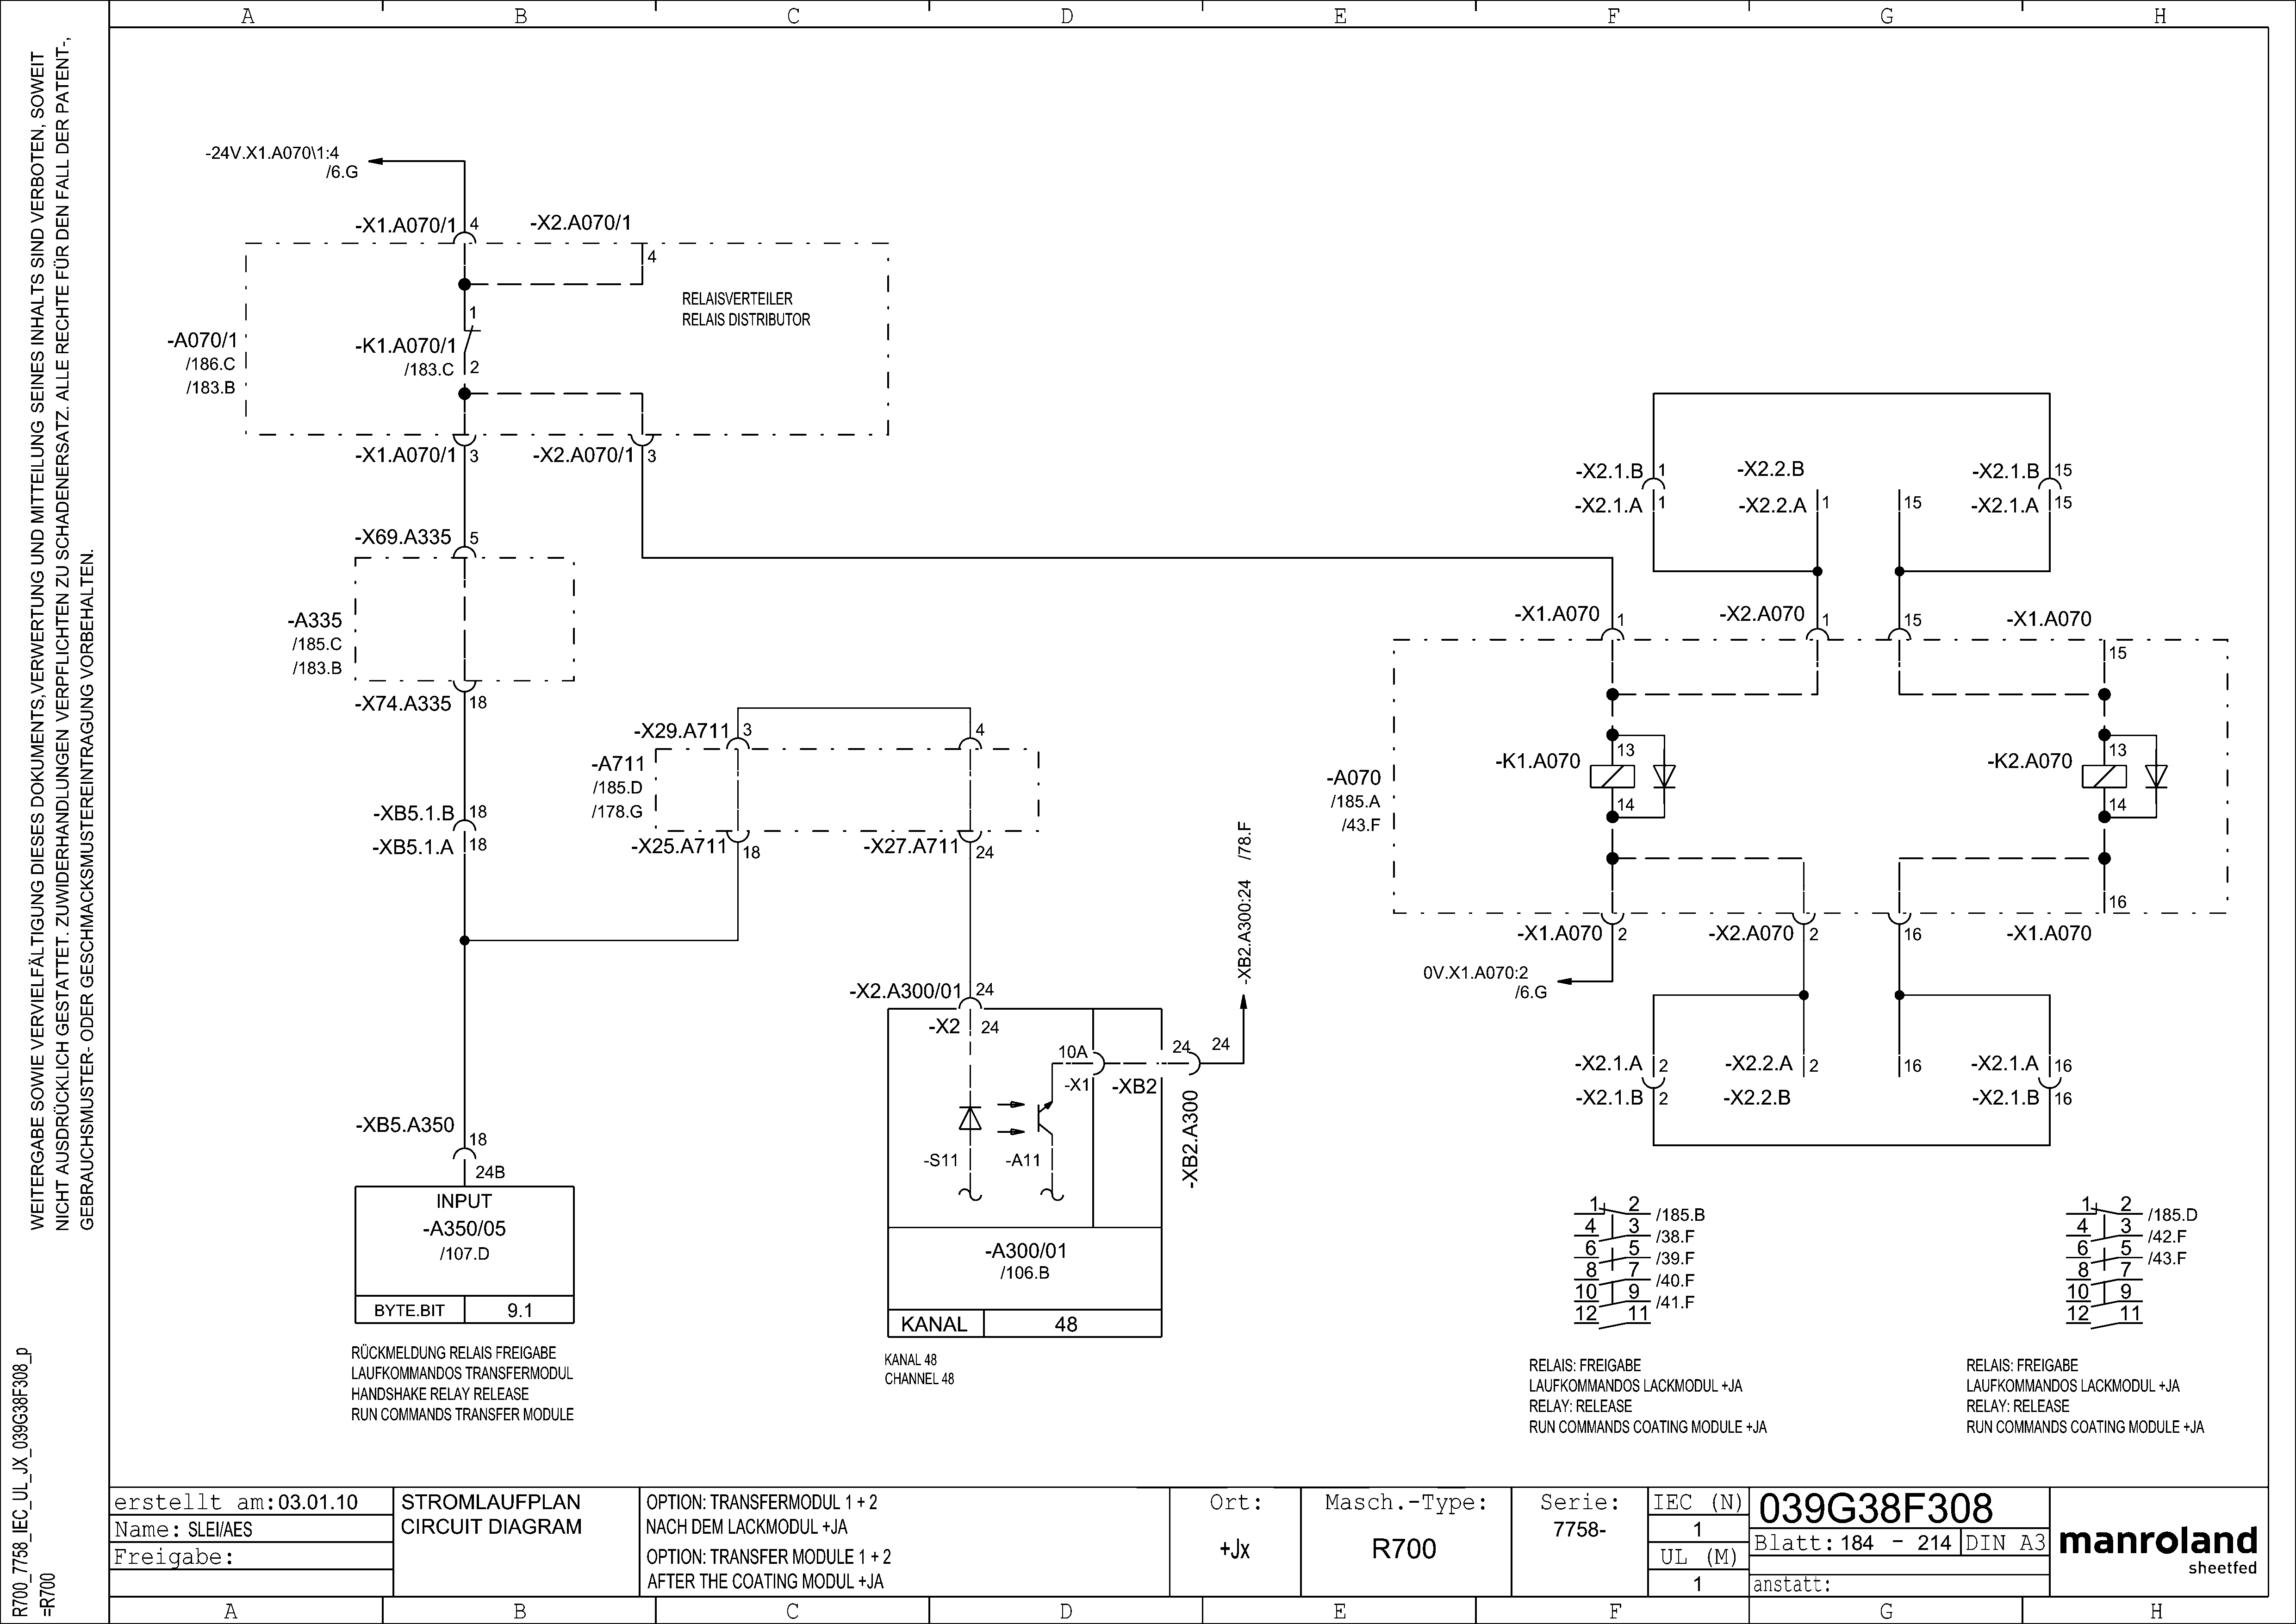 A B C D E F G H
WEITERGABE SOWIE VERVIELFÄLTIGUNG DIESES DOKUMENTS,VERWERTUNG UND MITTEILUNG SEINES INHALTS SIND VERBOTEN, SOWEIT
NICHT AUSDRÜCKLICH GESTATTET. ZUWIDERHANDLUNGEN VERPFLICHTEN ZU SCHADENERSATZ. ALLE RECHTE FÜR DEN FALL DER PATENT-,
GEBRAUCHSMUSTER- ODER GESCHMACKSMUSTEREINTRAGUNG VORBEHALTEN.
R700_7758_IEC_UL_JX_039G38F308_p
=R700
-24V.X1.A070\1:4
/6.G
-X1.A070/1 4
-X2.A070/1
4
RELAISVERTEILER
RELAIS DISTRIBUTOR
-A070/1
/186.C
/183.B
1
-K1.A070/1
/183.C 2
-X1.A070/1 3
-X2.A070/1 3
-X69.A335 5
-A335
/185.C
/183.B
-X74.A335 18
-XB5.1.B 18
-XB5.1.A 18
-X29.A711 3
4
-A711
/185.D
/178.G
-X25.A711 18
-X27.A711 24
-XB5.A350
18
24B
INPUT
-A350/05
/107.D
BYTE.BIT 9.1
RÜCKMELDUNG RELAIS FREIGABE
LAUFKOMMANDOS TRANSFERMODUL
HANDSHAKE RELAY RELEASE
RUN COMMANDS TRANSFER MODULE
-X2.A300/01 24
-X2 24
10A
-X1
-XB2
24
24
-XB2.A300
-XB2.A300:24 /78.F
-S11
-A11
-A300/01
/106.B
KANAL 48
KANAL 48
CHANNEL 48
-X2.1.B 1
-X2.2.B
-X2.1.B 15
-X2.1.A 1
-X2.2.A 1
15
-X2.1.A 15
-X1.A070 1
-X2.A070 1
15
-X1.A070
15
-K1.A070
13
14
-K2.A070
13
14
-A070
/185.A
/43.F
16
-X1.A070 2
-X2.A070 2
16
-X1.A070
0V.X1.A070:2
/6.G
-X2.1.A 2
-X2.2.A 2
16
-X2.1.A 16
-X2.1.B 2
-X2.2.B
-X2.1.B 16
1 2 /185.B
4 3 /38.F
6 5 /39.F
8 7 /40.F
10 9 /41.F
12 11
1 2 /185.D
4 3 /42.F
6 5 /43.F
8 7
10 9
12 11
RELAIS: FREIGABE
LAUFKOMMANDOS LACKMODUL +JA
RELAY: RELEASE
RUN COMMANDS COATING MODULE +JA
RELAIS: FREIGABE
LAUFKOMMANDOS LACKMODUL +JA
RELAY: RELEASE
RUN COMMANDS COATING MODULE +JA
erstellt am: 03.01.10
Name: SLEI/AES
Freigabe:
STROMLAUFPLAN
CIRCUIT DIAGRAM
OPTION: TRANSFERMODUL 1 + 2
NACH DEM LACKMODUL +JA
OPTION: TRANSFER MODULE 1 + 2
AFTER THE COATING MODUL +JA
Ort:
+Jx
Masch.-Type:
R700
Serie:
7758-
IEC (N)
1
UL (M)
1
039G38F308
Blatt: 184 - 214 DIN A3
anstatt:
manroland
sheetfed
A B C D E F G H